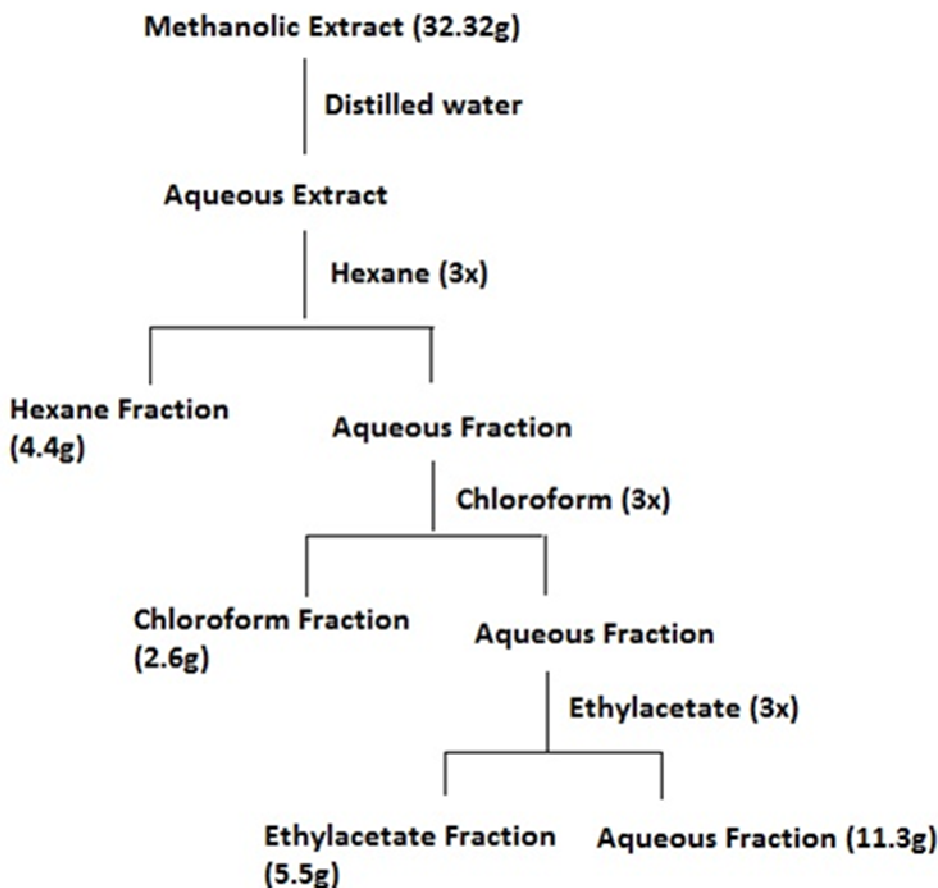 Methanolic Extract (32.32g)
Distilled water
Aqueous Extract
Hexane (3x)
Hexane Fraction
(4.4g)
Aqueous Fraction
Chloroform (3x)
Chloroform Fraction
(2.6g)
Aqueous Fraction
Ethylacetate (3x)
Ethylacetate Fraction
(5.5g)
Aqueous Fraction (11.3g)